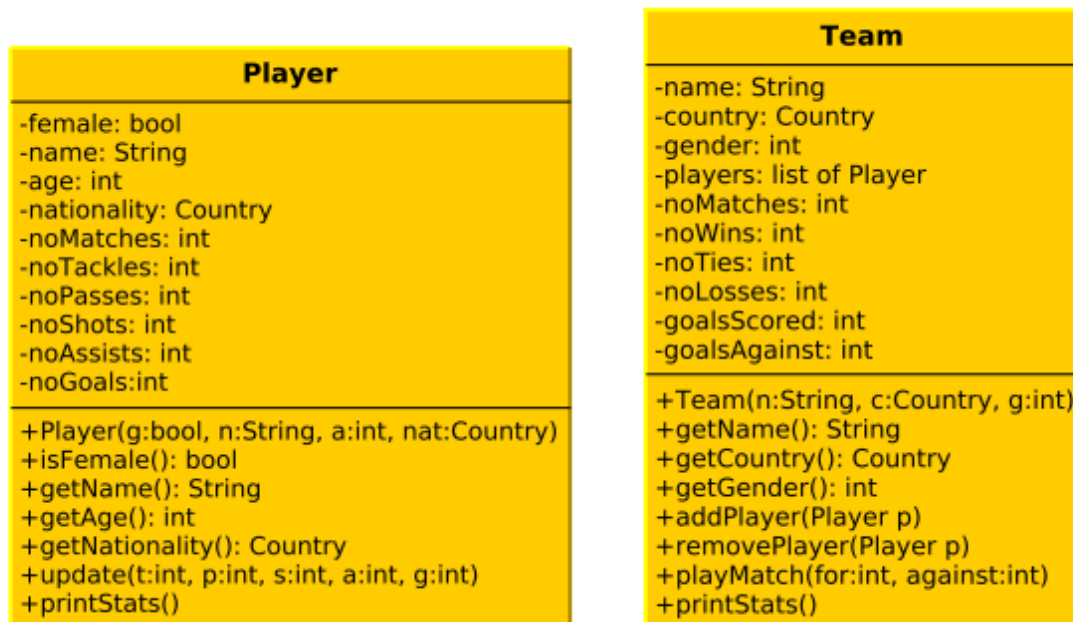 Player
-female: bool
-name: String
-age: int
-nationality: Country
-noMatches: int
-noTackles: int
-noPasses: int
-noShots: int
-noAssists: int
-noGoals:int
+Player(g:bool, n:String, a:int, nat:Country)
+isFemale(): bool
+getName(): String
+getAge(): int
+getNationality(): Country
+update(t:int, p:int, s:int, a:int, g:int)
+printStats()
Team
-name: String
-country: Country
-gender: int
-players: list of Player
-noMatches: int
-noWins: int
-noTies: int
-noLosses: int
-goalsScored: int
-goalsAgainst: int
+Team(n:String, c:Country, g:int)
+getName(): String
+getCountry(): Country
+getGender(): int
+addPlayer(Player p)
+removePlayer(Player p)
+playMatch(for:int, against:int)
+printStats()